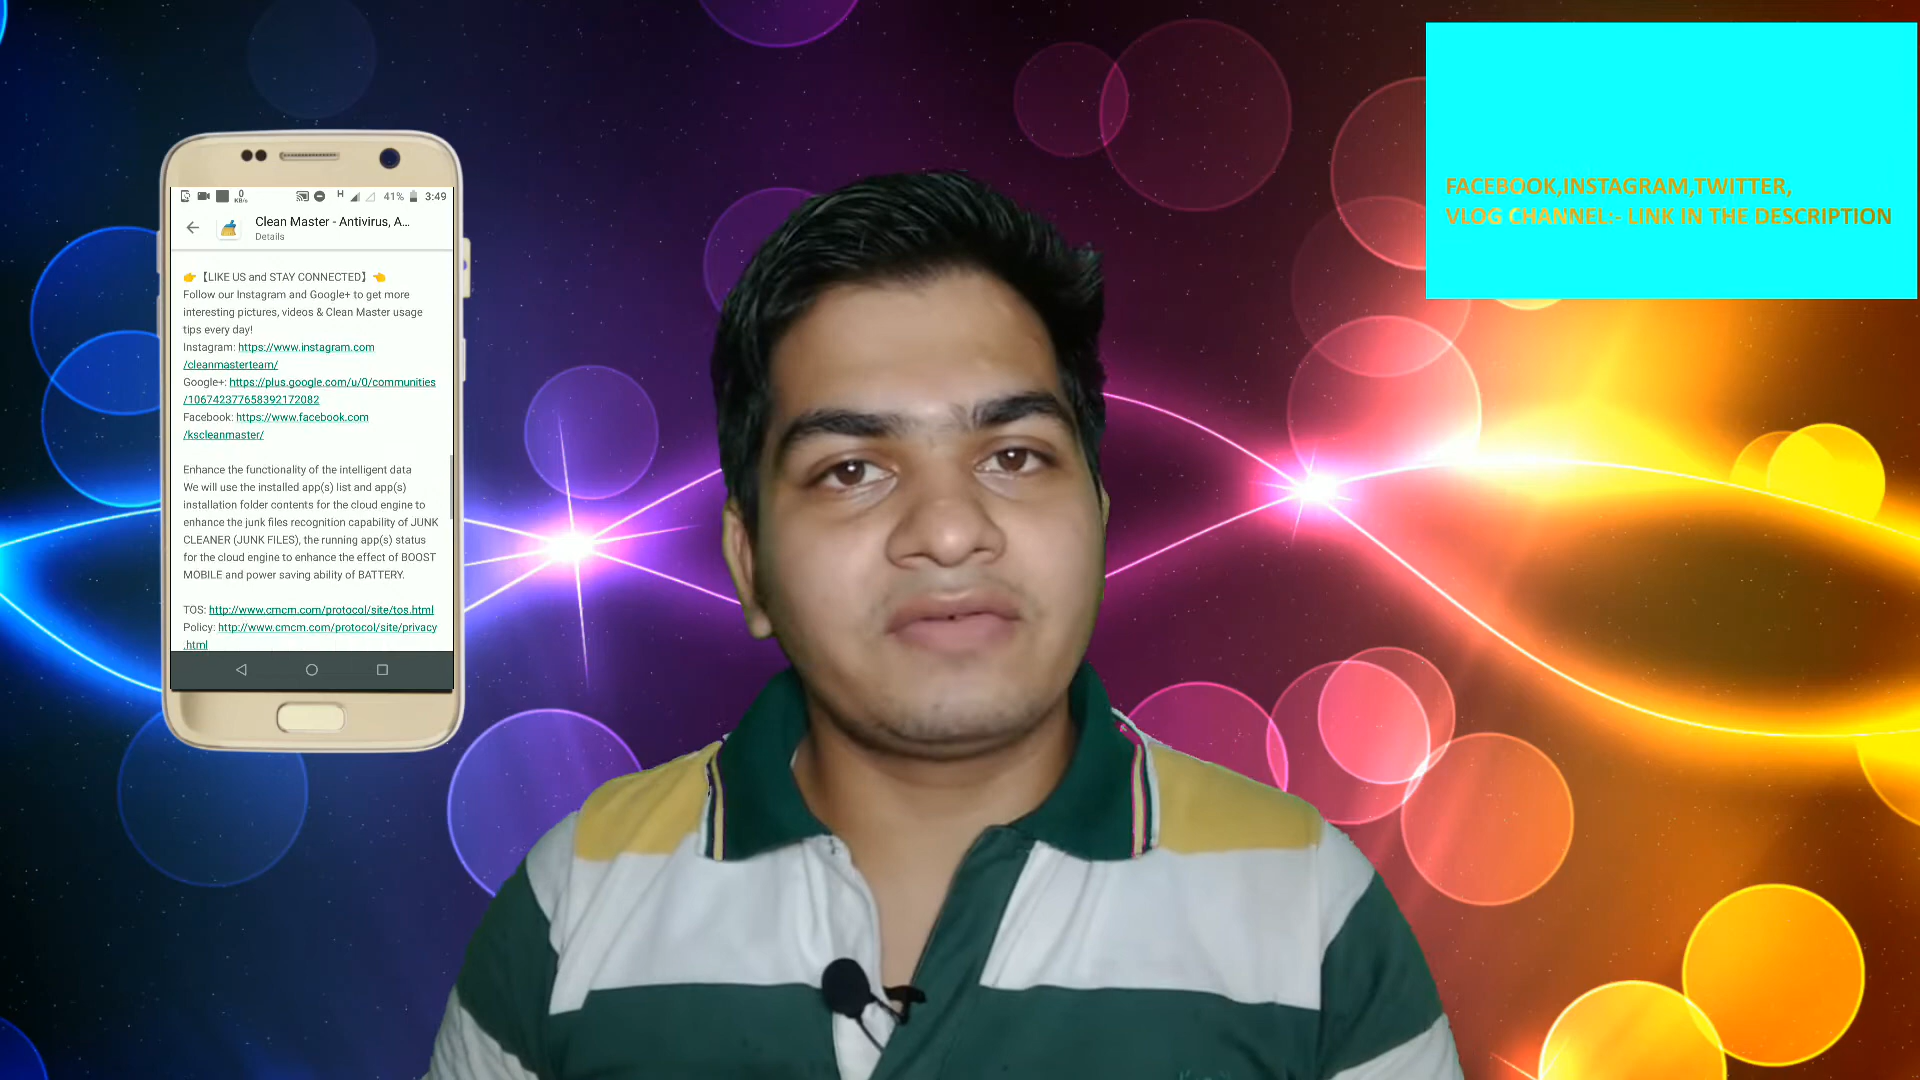 0
KB/s
H
41%
3:49
Clean Master - Antivirus, A...
Details
👉【LIKE US and STAY CONNECTED】👈
Follow our Instagram and Google+ to get more
interesting pictures, videos & Clean Master usage
tips every day!
Instagram: https://www.instagram.com
/cleanmasterteam/
Google+: https://plus.google.com/u/0/communities
/106742377658392172082
Facebook: https://www.facebook.com
/kscleanmaster/
Enhance the functionality of the intelligent data
We will use the installed app(s) list and app(s)
installation folder contents for the cloud engine to
enhance the junk files recognition capability of JUNK
CLEANER (JUNK FILES), the running app(s) status
for the cloud engine to enhance the effect of BOOST
MOBILE and power saving ability of BATTERY.
TOS: http://www.cmcm.com/protocol/site/tos.html
Policy: http://www.cmcm.com/protocol/site/privacy
.html
FACEBOOK,INSTAGRAM,TWITTER,
VLOG CHANNEL:- LINK IN THE DESCRIPTION